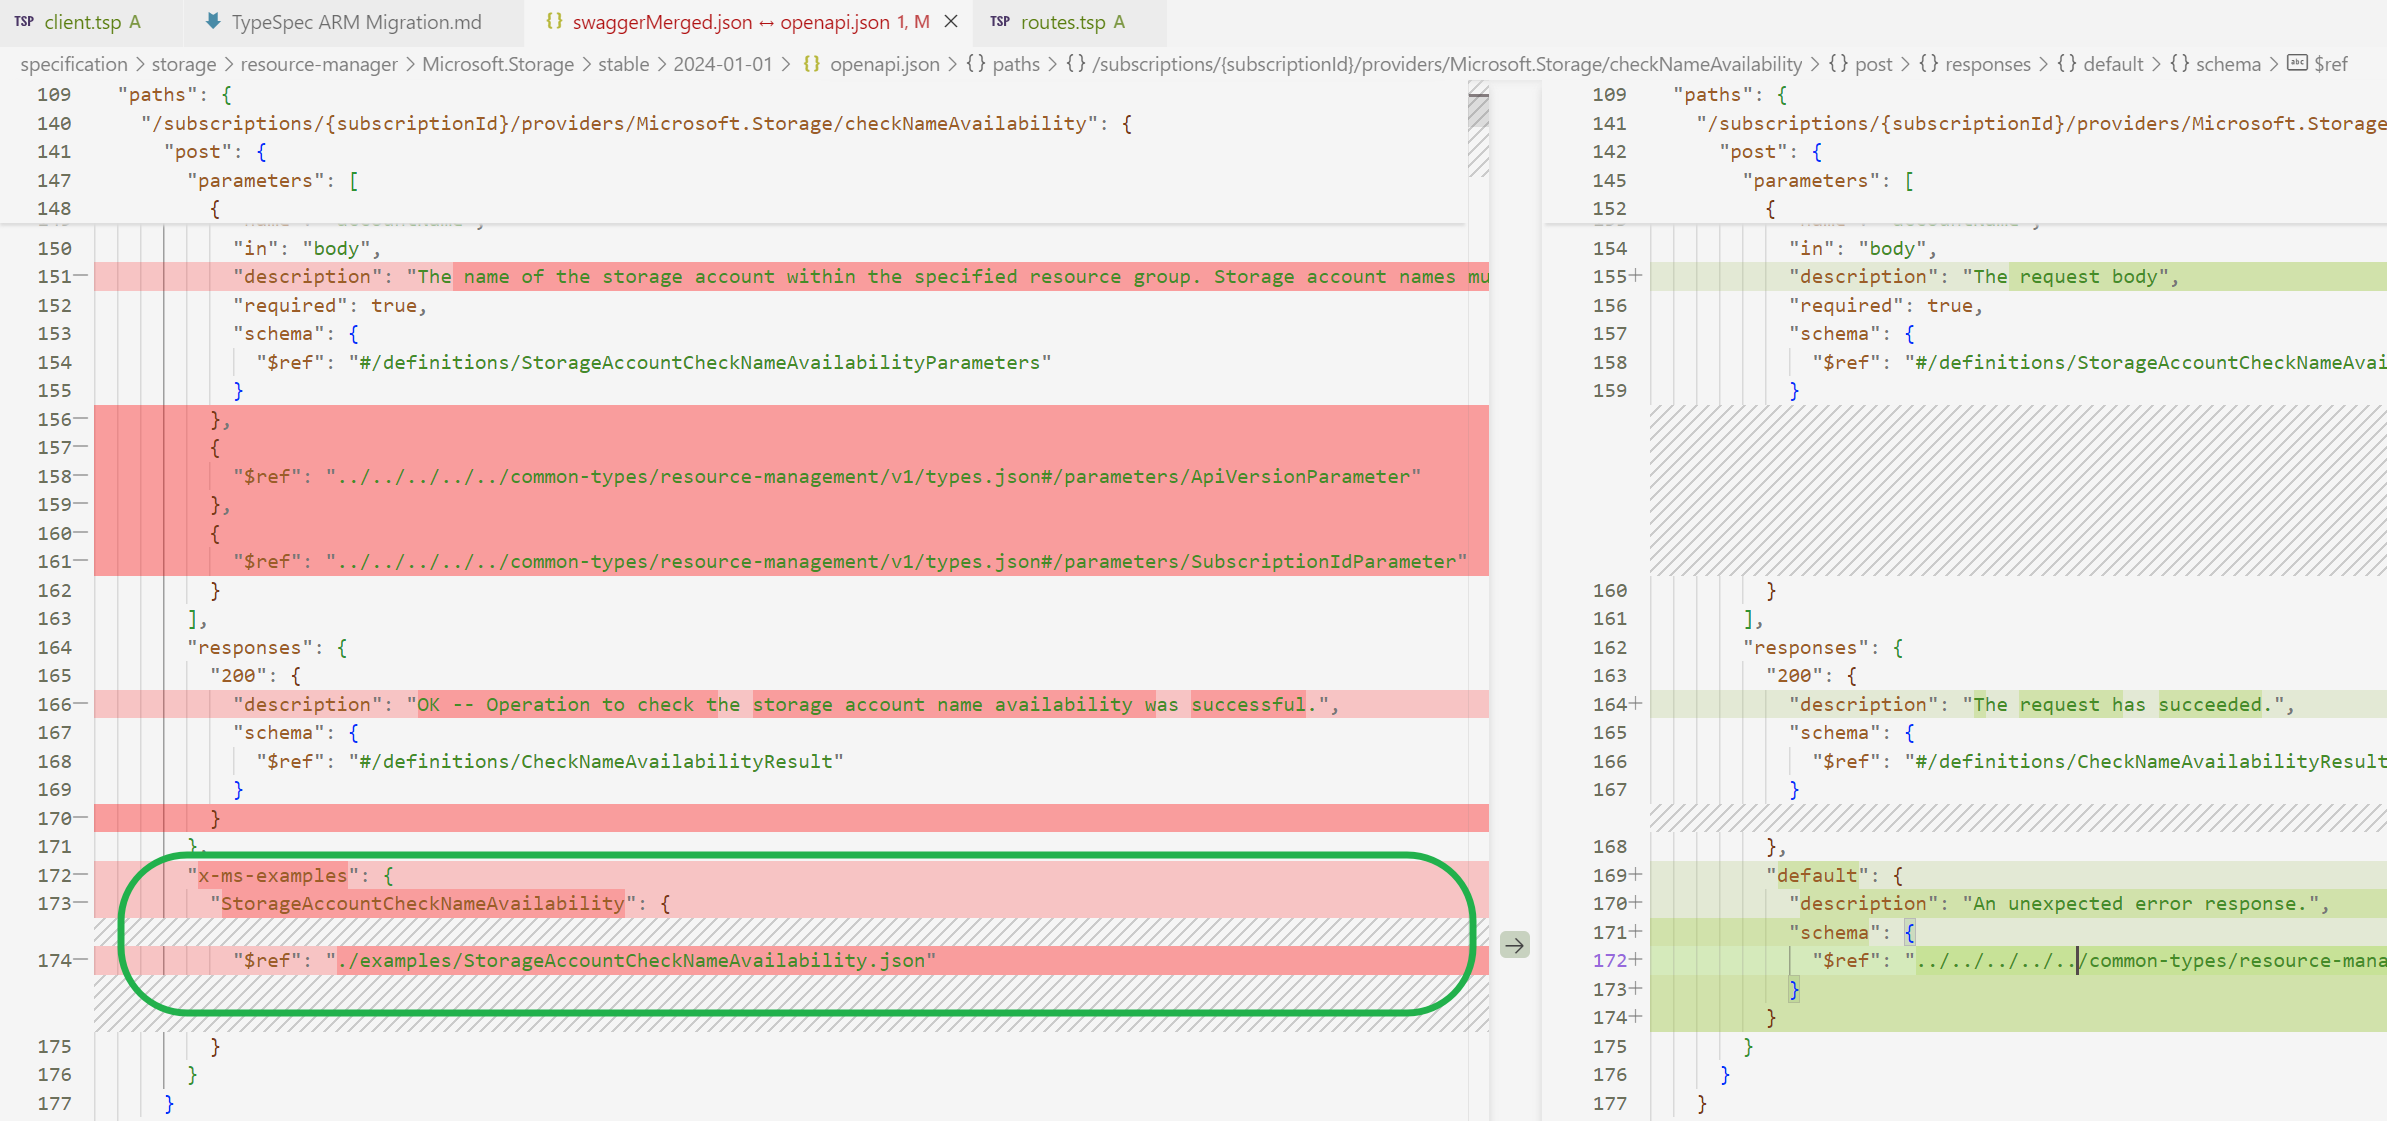 TSP client.tsp A
TypeSpec ARM Migration.md
{} swaggerMerged.json ↔ openapi.json 1, M ×
TSP routes.tsp A
specification > storage > resource-manager > Microsoft.Storage > stable > 2024-01-01 > {} openapi.json > {} paths > {} /subscriptions/{subscriptionId}/providers/Microsoft.Storage/checkNameAvailability > {} post > {} responses > {} default > {} schema > abc $ref
109 "paths": {
140 "/subscriptions/{subscriptionId}/providers/Microsoft.Storage/checkNameAvailability": {
141 "post": {
147 "parameters": [
148 {
150 "in": "body",
151− "description": "The name of the storage account within the specified resource group. Storage account names mu
152 "required": true,
153 "schema": {
154 "$ref": "#/definitions/StorageAccountCheckNameAvailabilityParameters"
155 }
156− },
157− {
158− "$ref": "../../../../../common-types/resource-management/v1/types.json#/parameters/ApiVersionParameter"
159− },
160− {
161− "$ref": "../../../../../common-types/resource-management/v1/types.json#/parameters/SubscriptionIdParameter"
162 }
163 ],
164 "responses": {
165 "200": {
166− "description": "OK -- Operation to check the storage account name availability was successful.",
167 "schema": {
168 "$ref": "#/definitions/CheckNameAvailabilityResult"
169 }
170− }
171 },
172− "x-ms-examples": {
173− "StorageAccountCheckNameAvailability": {
174− "$ref": "./examples/StorageAccountCheckNameAvailability.json"
175 }
176 }
177 }
109 "paths": {
141 "/subscriptions/{subscriptionId}/providers/Microsoft.Storage
142 "post": {
145 "parameters": [
152 {
154 "in": "body",
155+ "description": "The request body",
156 "required": true,
157 "schema": {
158 "$ref": "#/definitions/StorageAccountCheckNameAvai
159 }
160 }
161 ],
162 "responses": {
163 "200": {
164+ "description": "The request has succeeded.",
165 "schema": {
166 "$ref": "#/definitions/CheckNameAvailabilityResult
167 }
168 },
169+ "default": {
170+ "description": "An unexpected error response.",
171+ "schema": {
172+ "$ref": "../../../../../common-types/resource-mana
173+ }
174+ }
175 }
176 }
177 }